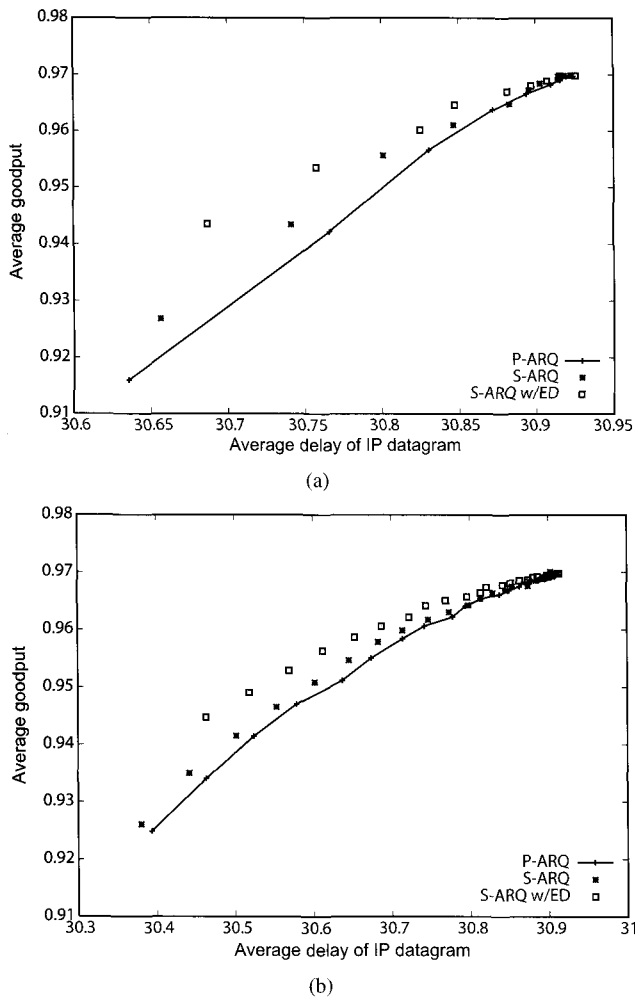 0.98
0.97
0.96
0.95
0.94
0.93
0.92
0.91
Average goodput
P-ARQ
S-ARQ
S-ARQ w/ED
30.6 30.65 30.7 30.75 30.8 30.85 30.9 30.95
Average delay of IP datagram
(a)
0.98
0.97
0.96
0.95
0.94
0.93
0.92
0.91
Average goodput
P-ARQ
S-ARQ
S-ARQ w/ED
30.3 30.4 30.5 30.6 30.7 30.8 30.9 31
Average delay of IP datagram
(b)